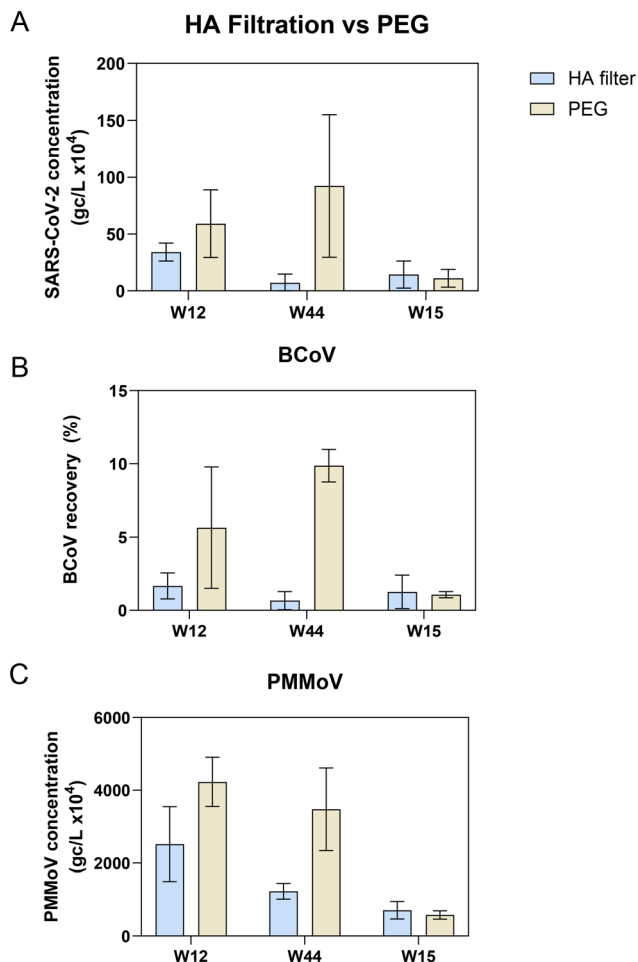 A
HA Filtration vs PEG
SARS-CoV-2 concentration
(gc/L x10⁴)
200
150
100
50
0
W12 W44 W15
HA filter
PEG
B
BCoV
BCoV recovery (%)
15
10
5
0
W12 W44 W15
C
PMMoV
PMMoV concentration
(gc/L x10⁴)
6000
4000
2000
0
W12 W44 W15